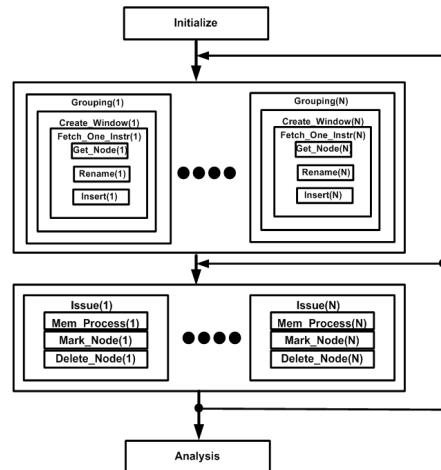 Initialize
Grouping(1)
Grouping(N)
Create_Window(1)
Create_Window(N)
Fetch_One_Instr(1)
Fetch_One_Instr(N)
Get_Node(1)
Get_Node(N)
Rename(1)
Rename(N)
Insert(1)
Insert(N)
Issue(1)
Issue(N)
Mem_Process(1)
Mem_Process(N)
Mark_Node(1)
Mark_Node(N)
Delete_Node(1)
Delete_Node(N)
Analysis